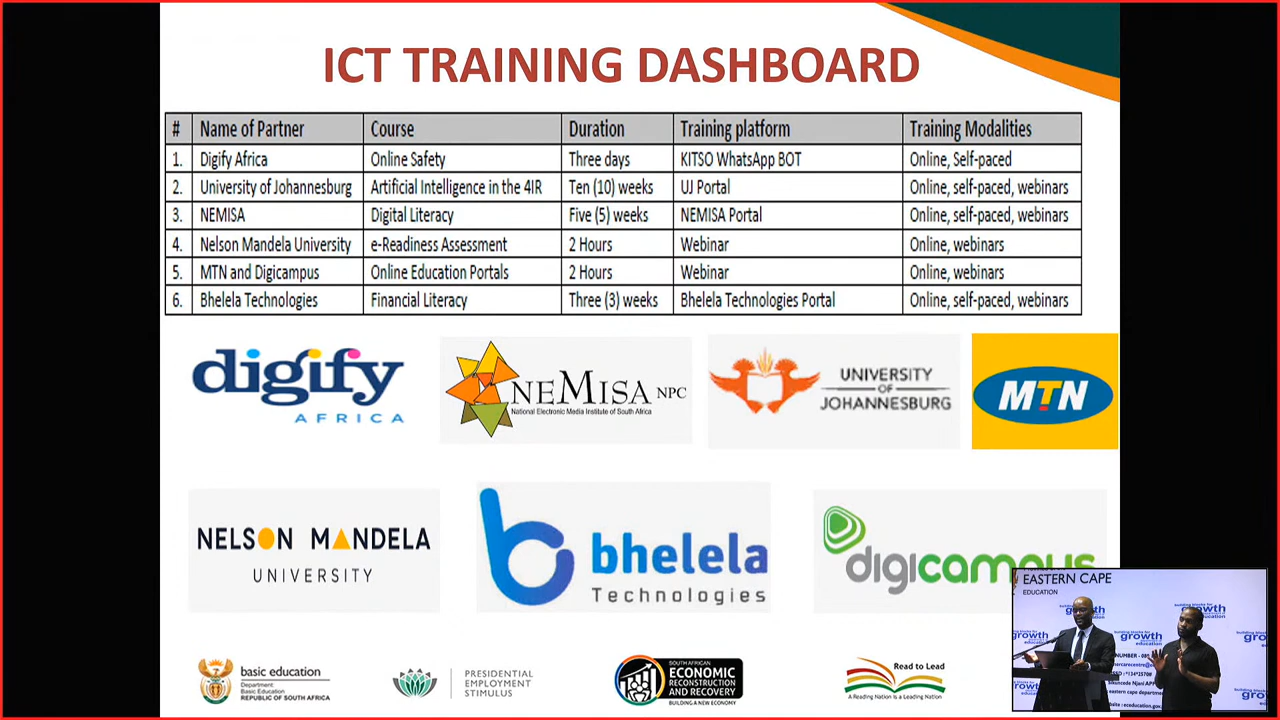 ICT TRAINING DASHBOARD
# Name of Partner Course Duration Training platform Training Modalities
1. Digify Africa Online Safety Three days KITSO WhatsApp BOT Online, Self-paced
2. University of Johannesburg Artificial Intelligence in the 4IR Ten (10) weeks UJ Portal Online, self-paced, webinars
3. NEMISA Digital Literacy Five (5) weeks NEMISA Portal Online, self-paced, webinars
4. Nelson Mandela University e-Readiness Assessment 2 Hours Webinar Online, webinars
5. MTN and Digicampus Online Education Portals 2 Hours Webinar Online, webinars
6. Bhelela Technologies Financial Literacy Three (3) weeks Bhelela Technologies Portal Online, self-paced, webinars
digify
AFRICA
NEMISA NPC
National Electronic Media Institute of South Africa
UNIVERSITY
OF
JOHANNESBURG
MTN
NELSON MANDELA
UNIVERSITY
bhelela
Technologies
digicampus
EASTERN CAPE
EDUCATION
building blocks for
growth
education
basic education
Department:
Basic Education
REPUBLIC OF SOUTH AFRICA
PRESIDENTIAL
EMPLOYMENT
STIMULUS
SOUTH AFRICAN
ECONOMIC
RECONSTRUCTION
AND RECOVERY
BUILDING A NEW ECONOMY
Read to Lead
A Reading Nation is a Leading Nation